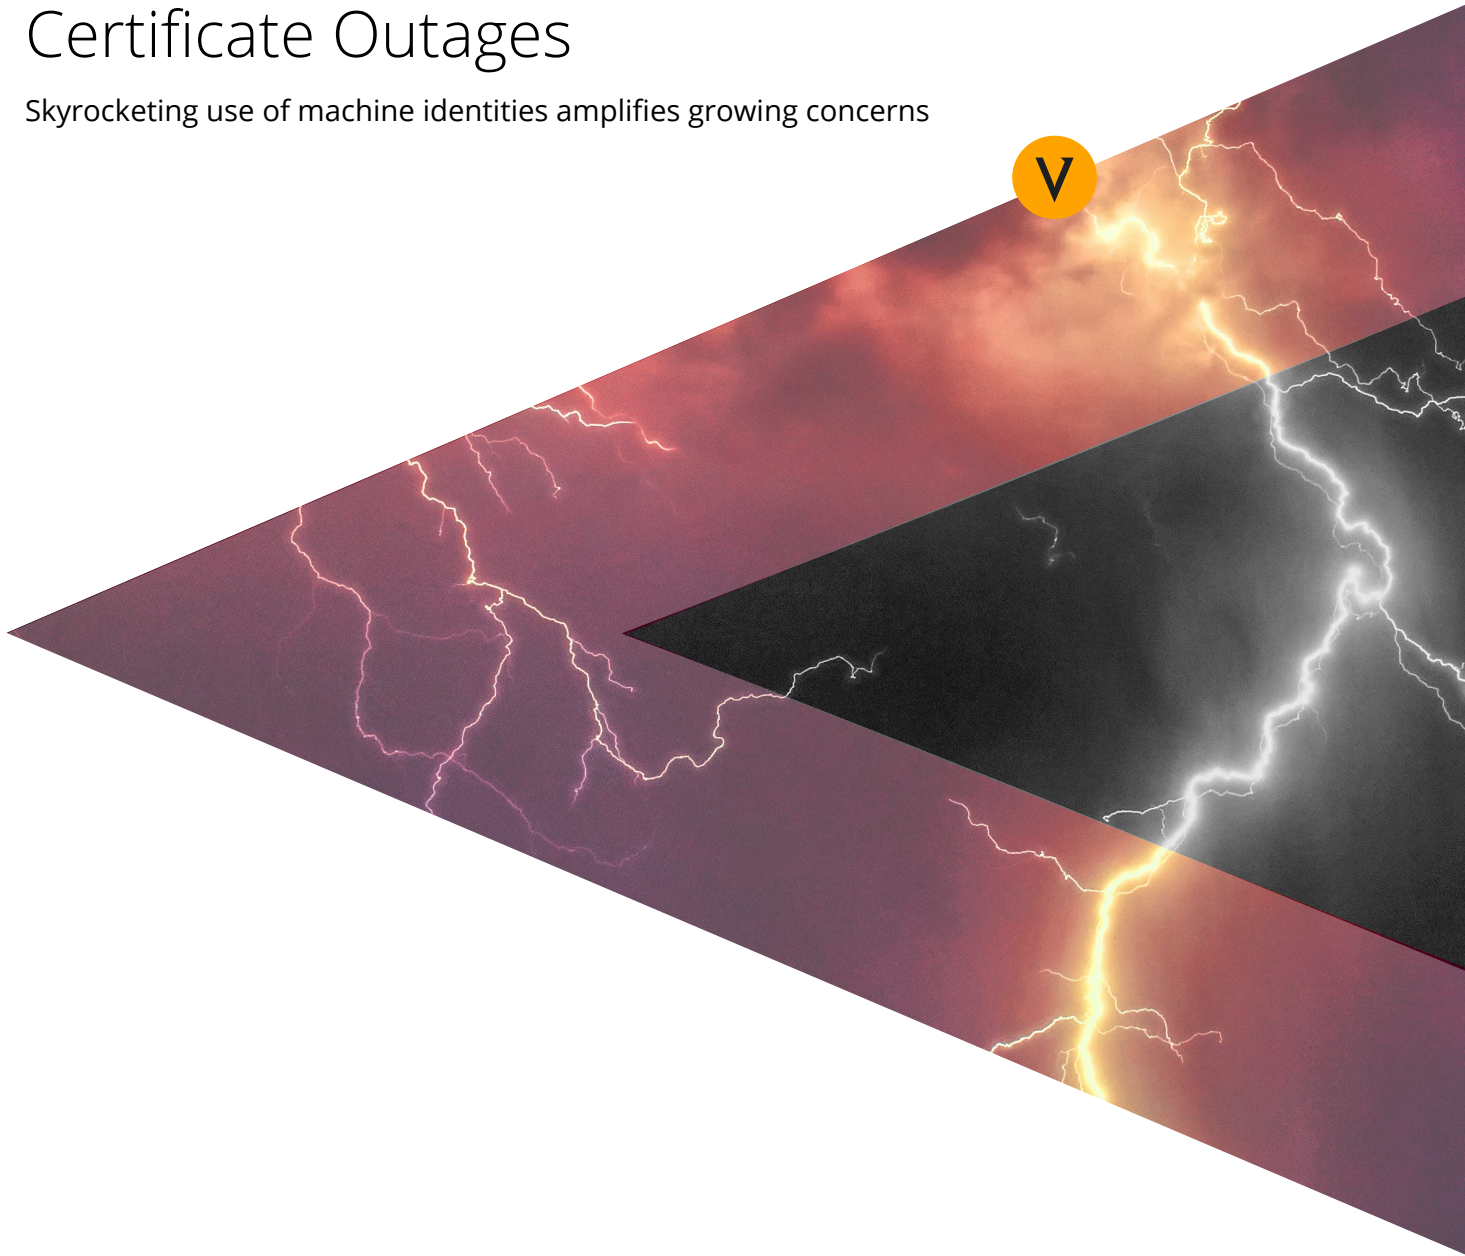 Certificate Outages
Skyrocketing use of machine identities amplifies growing concerns
V